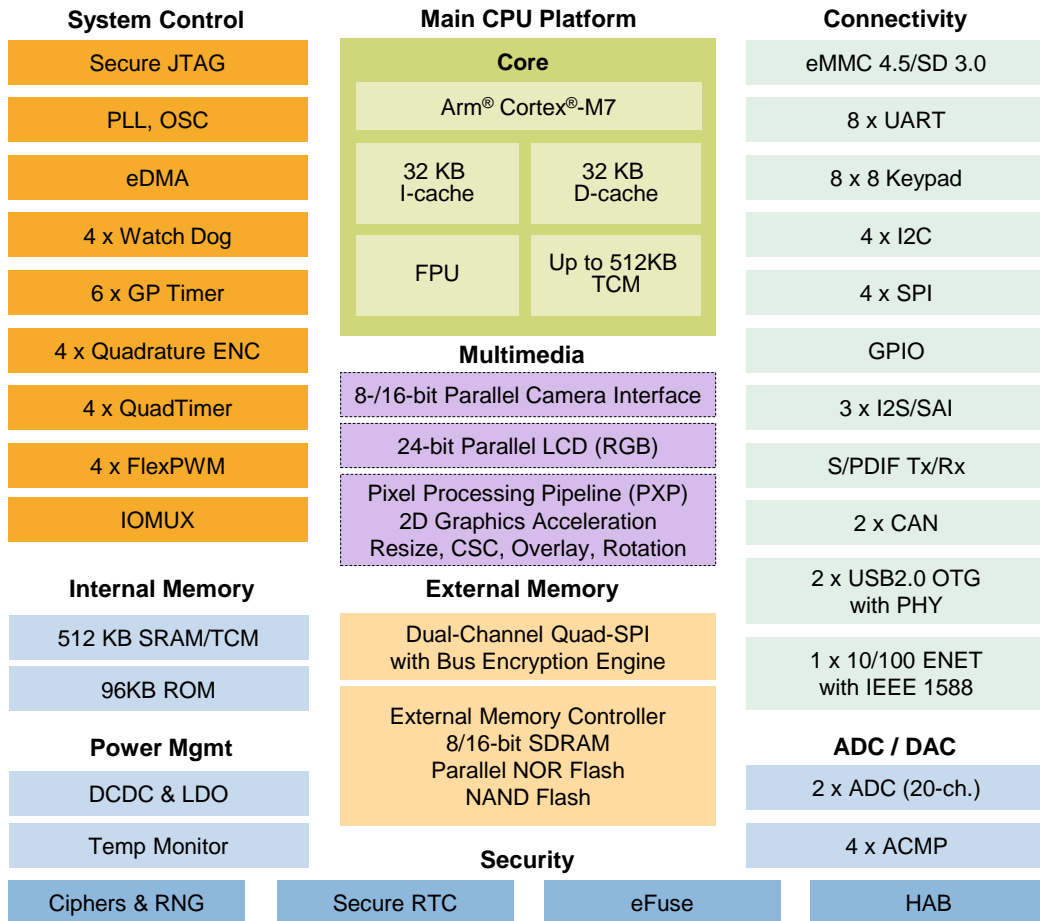 System Control
Secure JTAG
PLL, OSC
eDMA
4 x Watch Dog
6 x GP Timer
4 x Quadrature ENC
4 x QuadTimer
4 x FlexPWM
IOMUX
Internal Memory
512 KB SRAM/TCM
96KB ROM
Power Mgmt
DCDC & LDO
Temp Monitor
Main CPU Platform
Core
Arm® Cortex®-M7
32 KB
I-cache
32 KB
D-cache
FPU
Up to 512KB
TCM
Multimedia
8-/16-bit Parallel Camera Interface
24-bit Parallel LCD (RGB)
Pixel Processing Pipeline (PXP)
2D Graphics Acceleration
Resize, CSC, Overlay, Rotation
External Memory
Dual-Channel Quad-SPI
with Bus Encryption Engine
External Memory Controller
8/16-bit SDRAM
Parallel NOR Flash
NAND Flash
Connectivity
eMMC 4.5/SD 3.0
8 x UART
8 x 8 Keypad
4 x I2C
4 x SPI
GPIO
3 x I2S/SAI
S/PDIF Tx/Rx
2 x CAN
2 x USB2.0 OTG
with PHY
1 x 10/100 ENET
with IEEE 1588
ADC / DAC
2 x ADC (20-ch.)
4 x ACMP
Security
Ciphers & RNG
Secure RTC
eFuse
HAB